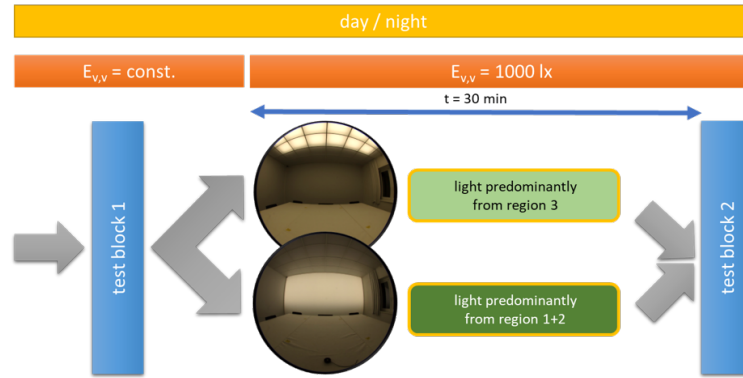 day / night
E_v,v = const.
E_v,v = 1000 lx
t = 30 min
test block 1
light predominantly
from region 3
light predominantly
from region 1+2
test block 2